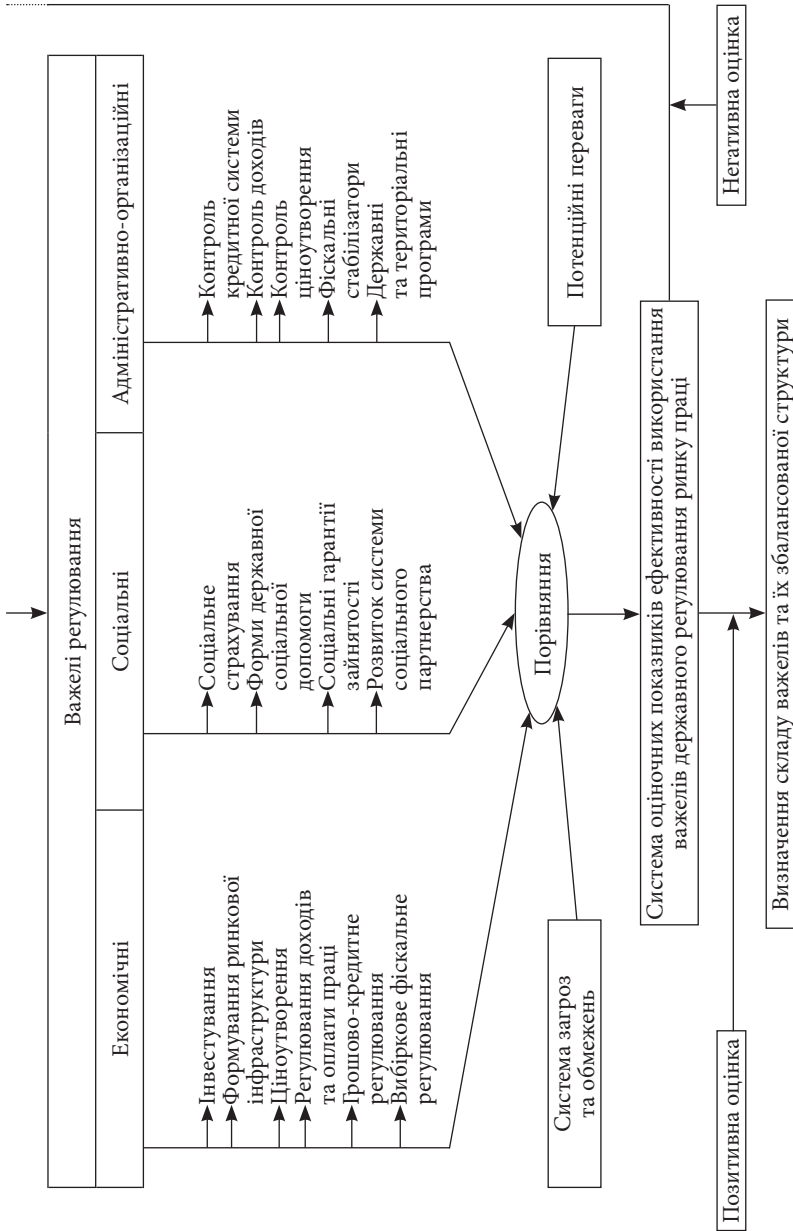 Важелі регулювання
Економічні
Соціальні
Адміністративно-організаційні
Інвестування
Формування ринкової
інфраструктури
Ціноутворення
Регулювання доходів
та оплати праці
Грошово-кредитне
регулювання
Вибіркове фіскальне
регулювання
Соціальне
страхування
Форми державної
соціальної
допомоги
Соціальні гарантії
зайнятості
Розвиток системи
соціального
партнерства
Контроль
кредитної системи
Контроль доходів
Контроль
ціноутворення
Фіскальні
стабілізатори
Державні
та територіальні
програми
Система загроз
та обмежень
Порівняння
Потенційні переваги
Система оціночних показників ефективності використання
важелів державного регулювання ринку праці
Позитивна оцінка
Негативна оцінка
Визначення складу важелів та їх збалансованої структури